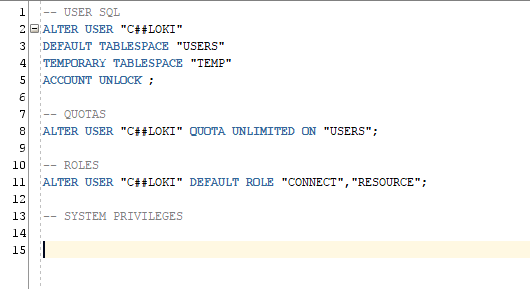 1 -- USER SQL
2 ALTER USER "C##LOKI"
3 DEFAULT TABLESPACE "USERS"
4 TEMPORARY TABLESPACE "TEMP"
5 ACCOUNT UNLOCK ;
6
7 -- QUOTAS
8 ALTER USER "C##LOKI" QUOTA UNLIMITED ON "USERS";
9
10 -- ROLES
11 ALTER USER "C##LOKI" DEFAULT ROLE "CONNECT","RESOURCE";
12
13 -- SYSTEM PRIVILEGES
14
15